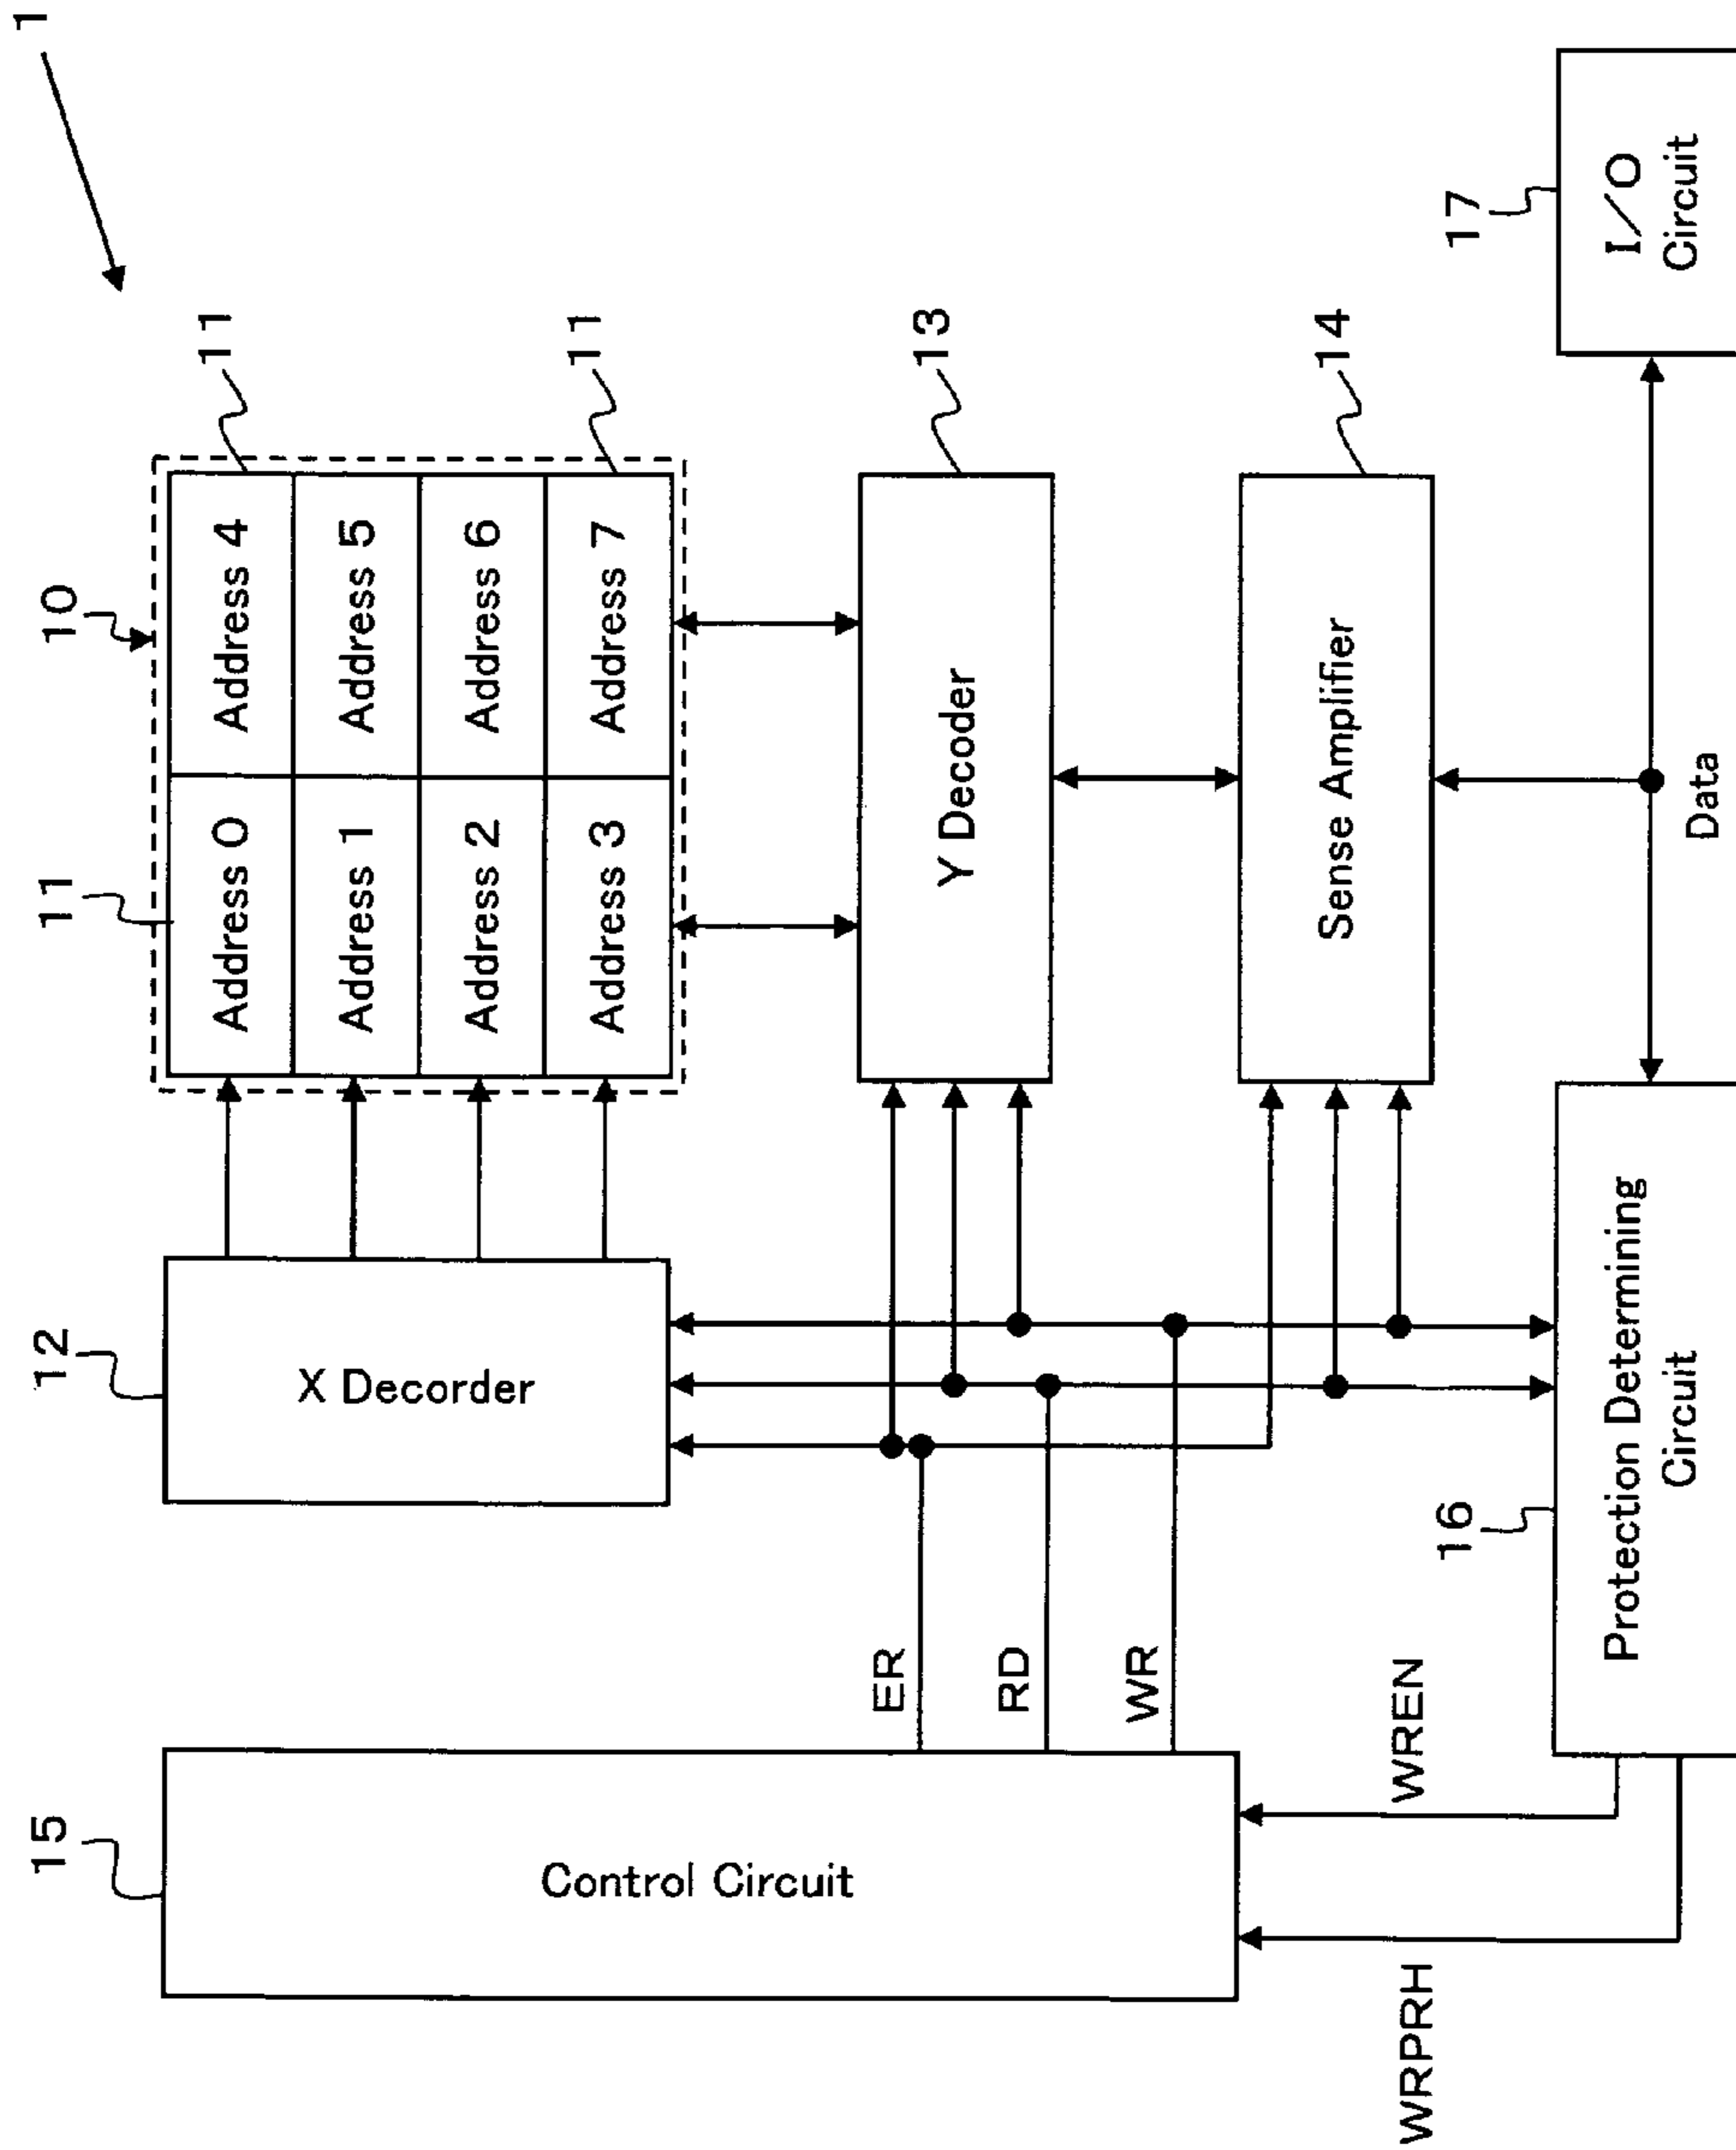 1
10
11
11
Address 0
Address 4
Address 1
Address 5
Address 2
Address 6
Address 3
Address 7
11
12
X Decorder
13
Y Decoder
14
Sense Amplifier
15
Control Circuit
ER
RD
WR
WREN
WRPRH
16
Protection Determining
Circuit
Data
17
I/O
Circuit